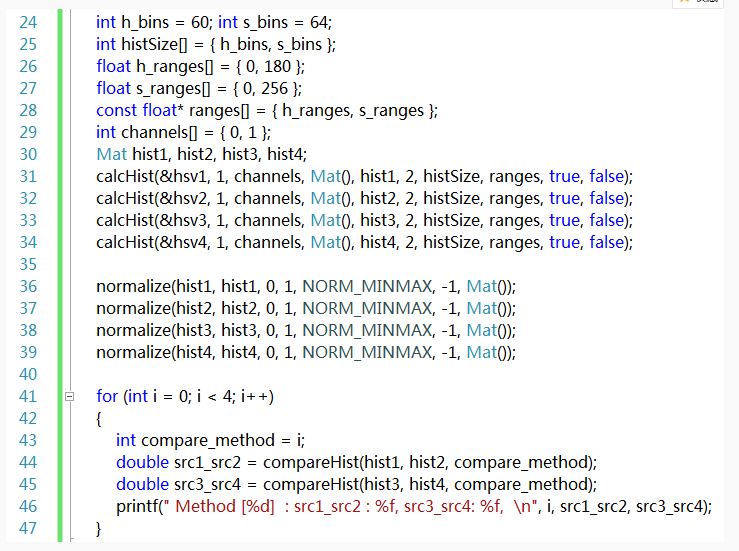 24 int h_bins = 60; int s_bins = 64;
25 int histSize[] = { h_bins, s_bins };
26 float h_ranges[] = { 0, 180 };
27 float s_ranges[] = { 0, 256 };
28 const float* ranges[] = { h_ranges, s_ranges };
29 int channels[] = { 0, 1 };
30 Mat hist1, hist2, hist3, hist4;
31 calcHist(&hsv1, 1, channels, Mat(), hist1, 2, histSize, ranges, true, false);
32 calcHist(&hsv2, 1, channels, Mat(), hist2, 2, histSize, ranges, true, false);
33 calcHist(&hsv3, 1, channels, Mat(), hist3, 2, histSize, ranges, true, false);
34 calcHist(&hsv4, 1, channels, Mat(), hist4, 2, histSize, ranges, true, false);
35
36 normalize(hist1, hist1, 0, 1, NORM_MINMAX, -1, Mat());
37 normalize(hist2, hist2, 0, 1, NORM_MINMAX, -1, Mat());
38 normalize(hist3, hist3, 0, 1, NORM_MINMAX, -1, Mat());
39 normalize(hist4, hist4, 0, 1, NORM_MINMAX, -1, Mat());
40
41 for (int i = 0; i < 4; i++)
42 {
43 int compare_method = i;
44 double src1_src2 = compareHist(hist1, hist2, compare_method);
45 double src3_src4 = compareHist(hist3, hist4, compare_method);
46 printf(" Method [%d]  : src1_src2 : %f, src3_src4: %f,  \n", i, src1_src2, src3_src4);
47 }